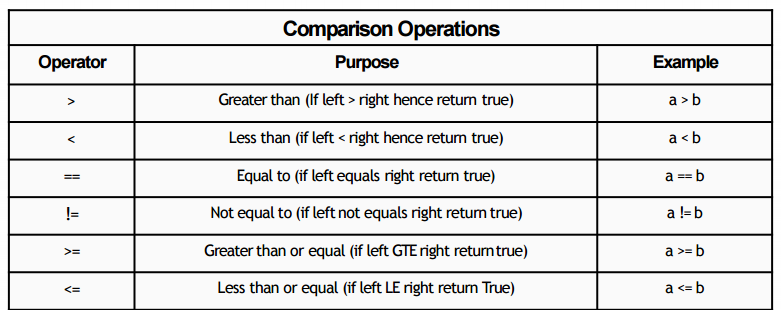 Comparison Operations
Operator Purpose Example
> Greater than (If left > right hence return true) a > b
< Less than (if left < right hence return true) a < b
== Equal to (if left equals right return true) a == b
!= Not equal to (if left not equals right return true) a != b
>= Greater than or equal (if left GTE right return true) a >= b
<= Less than or equal (if left LE right return True) a <= b